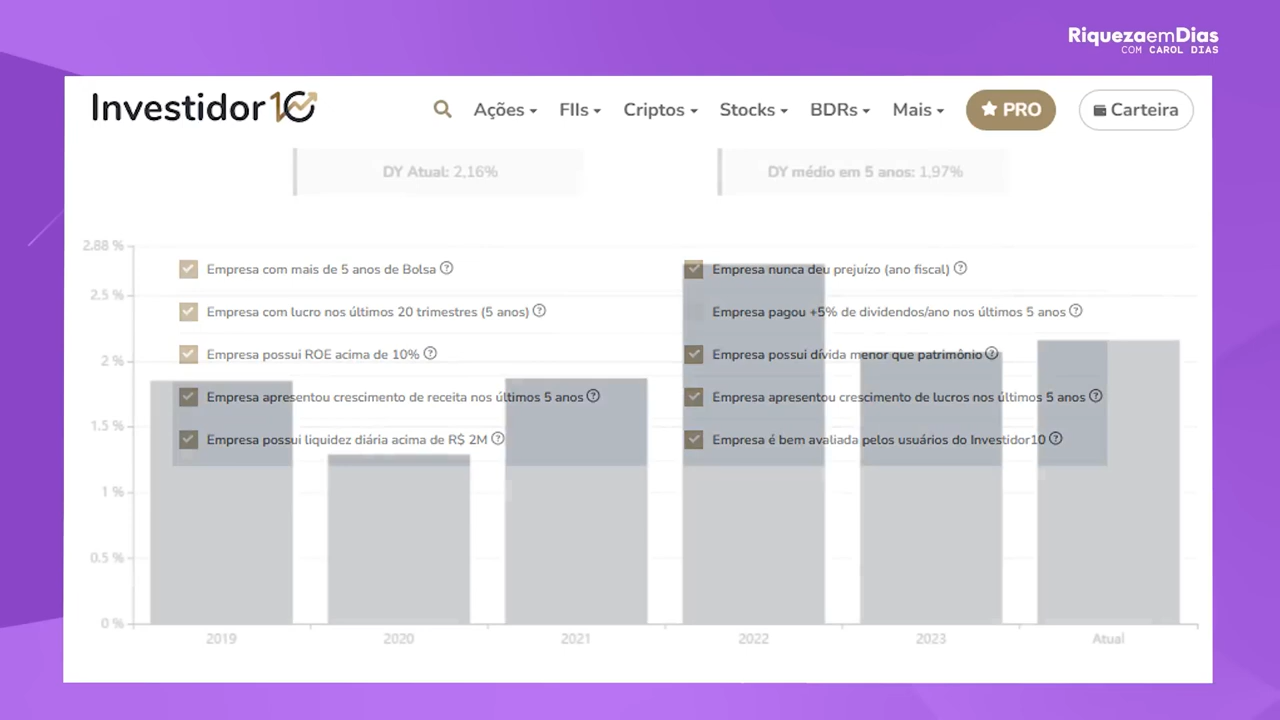 RiquezaemDias
COM CAROL DIAS
Investidor10
Ações
FIIs
Criptos
Stocks
BDRs
Mais
PRO
Carteira
DY Atual: 2,16%
DY médio em 5 anos: 1,97%
2.88 %
2.5 %
2 %
1.5 %
1 %
0.5 %
0 %
Empresa com mais de 5 anos de Bolsa
Empresa nunca deu prejuízo (ano fiscal)
Empresa com lucro nos últimos 20 trimestres (5 anos)
Empresa pagou +5% de dividendos/ano nos últimos 5 anos
Empresa possui ROE acima de 10%
Empresa possui dívida menor que patrimônio
Empresa apresentou crescimento de receita nos últimos 5 anos
Empresa apresentou crescimento de lucros nos últimos 5 anos
Empresa possui liquidez diária acima de R$ 2M
Empresa é bem avaliada pelos usuários do Investidor10
2019
2020
2021
2022
2023
Atual